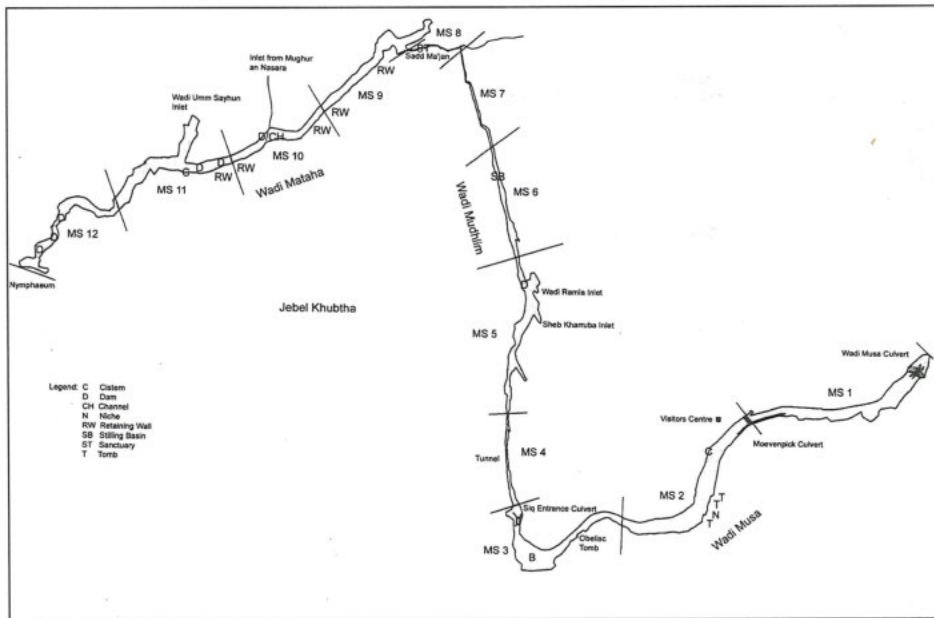 MS 8
DT
Sadd Ma'jan
Inlet from Mughur
an Nasara
RW
MS 9
MS 7
Wadi Umm Sayhun
Inlet
RW
RW
D
CH
MS 10
D
D
D
RW
RW
MS 11
Wadi Mataha
SB
MS 6
Wadi Mudhlim
D
MS 12
D
D
Nymphaeum
D
Wadi Ramla Inlet
Jebel Khubtha
Sheb Kharruba Inlet
MS 5
Wadi Musa Culvert
MS 1
Legend: C Cistern
D Dam
CH Channel
N Niche
RW Retaining Wall
SB Stilling Basin
ST Sanctuary
T Tomb
Visitors Centre
Moevenpick Culvert
C
Tunnel
MS 4
MS 2
T
T
N
T
Wadi Musa
Siq Entrance Culvert
D
Obeliac
Tomb
MS 3
B